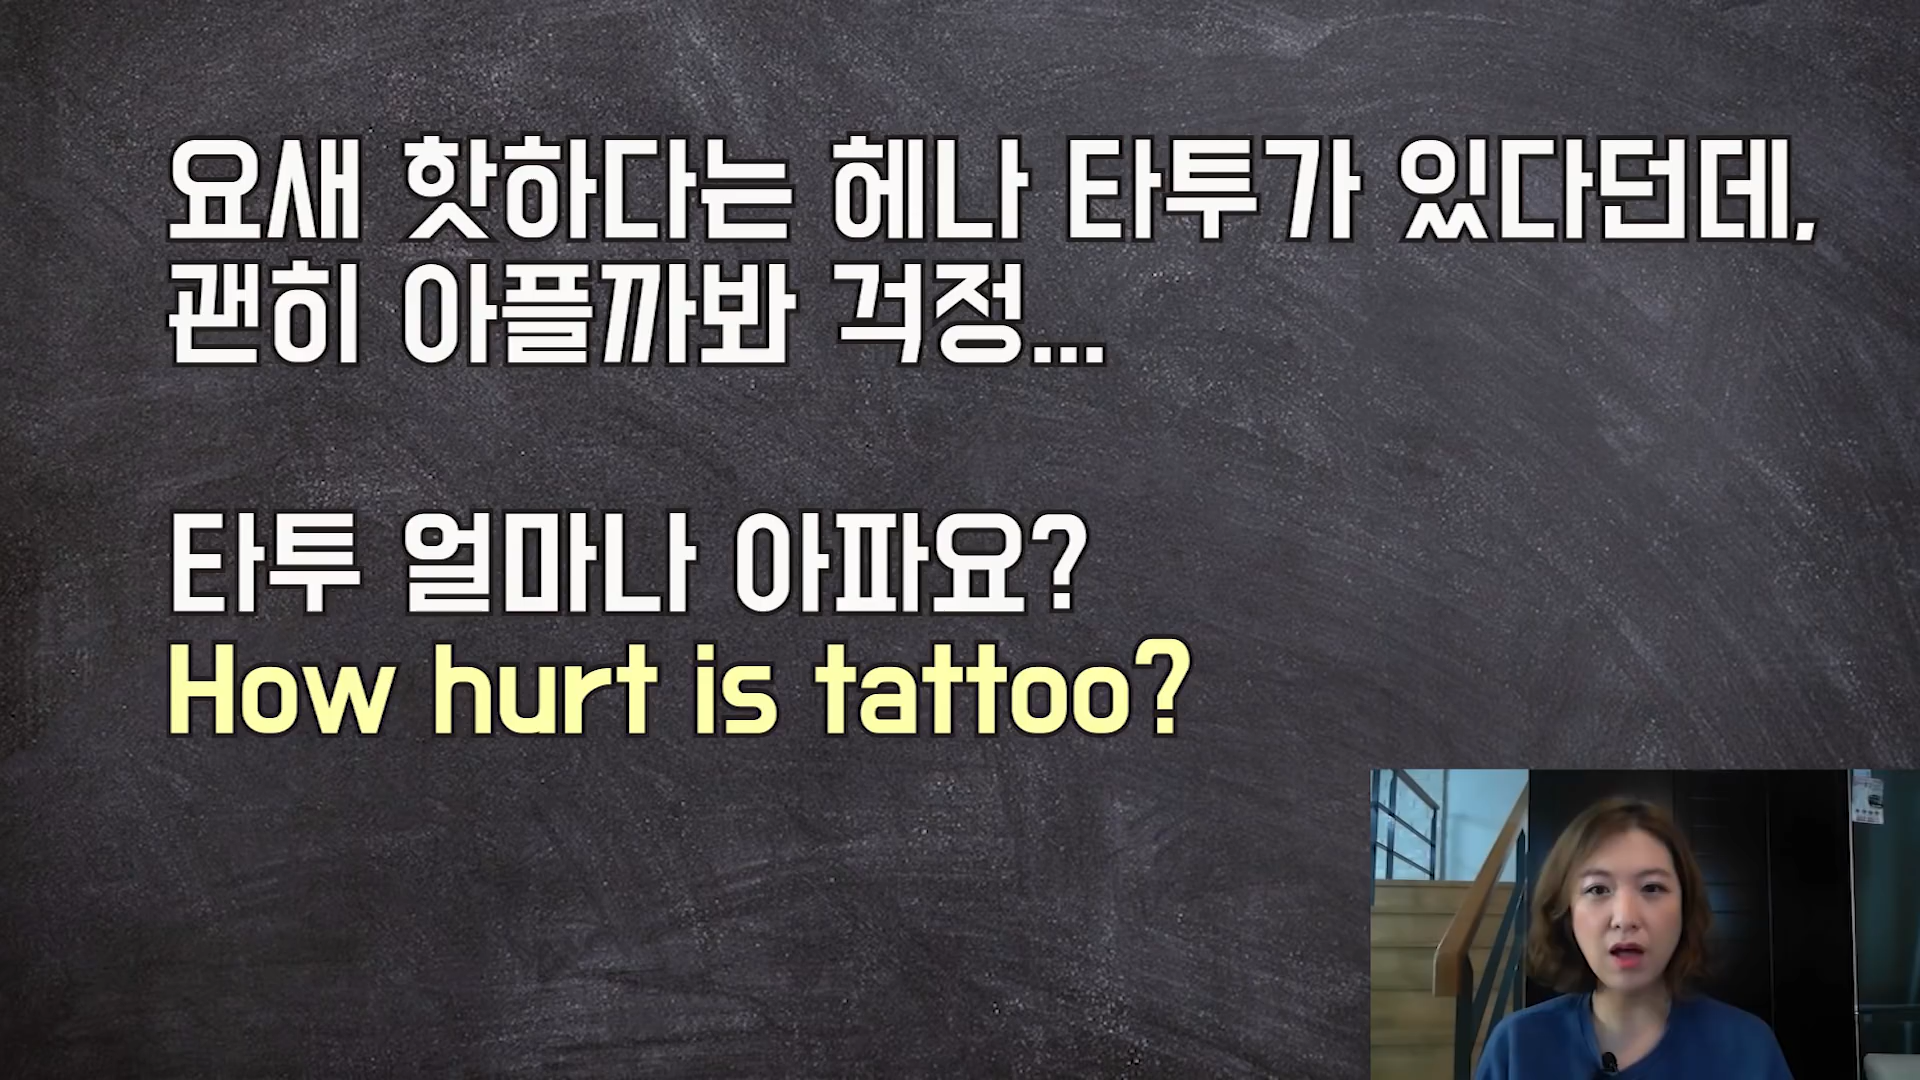 요새 핫하다는 헤나 타투가 있다던데,
괜히 아플까봐 걱정...
타투 얼마나 아파요?
How hurt is tattoo?